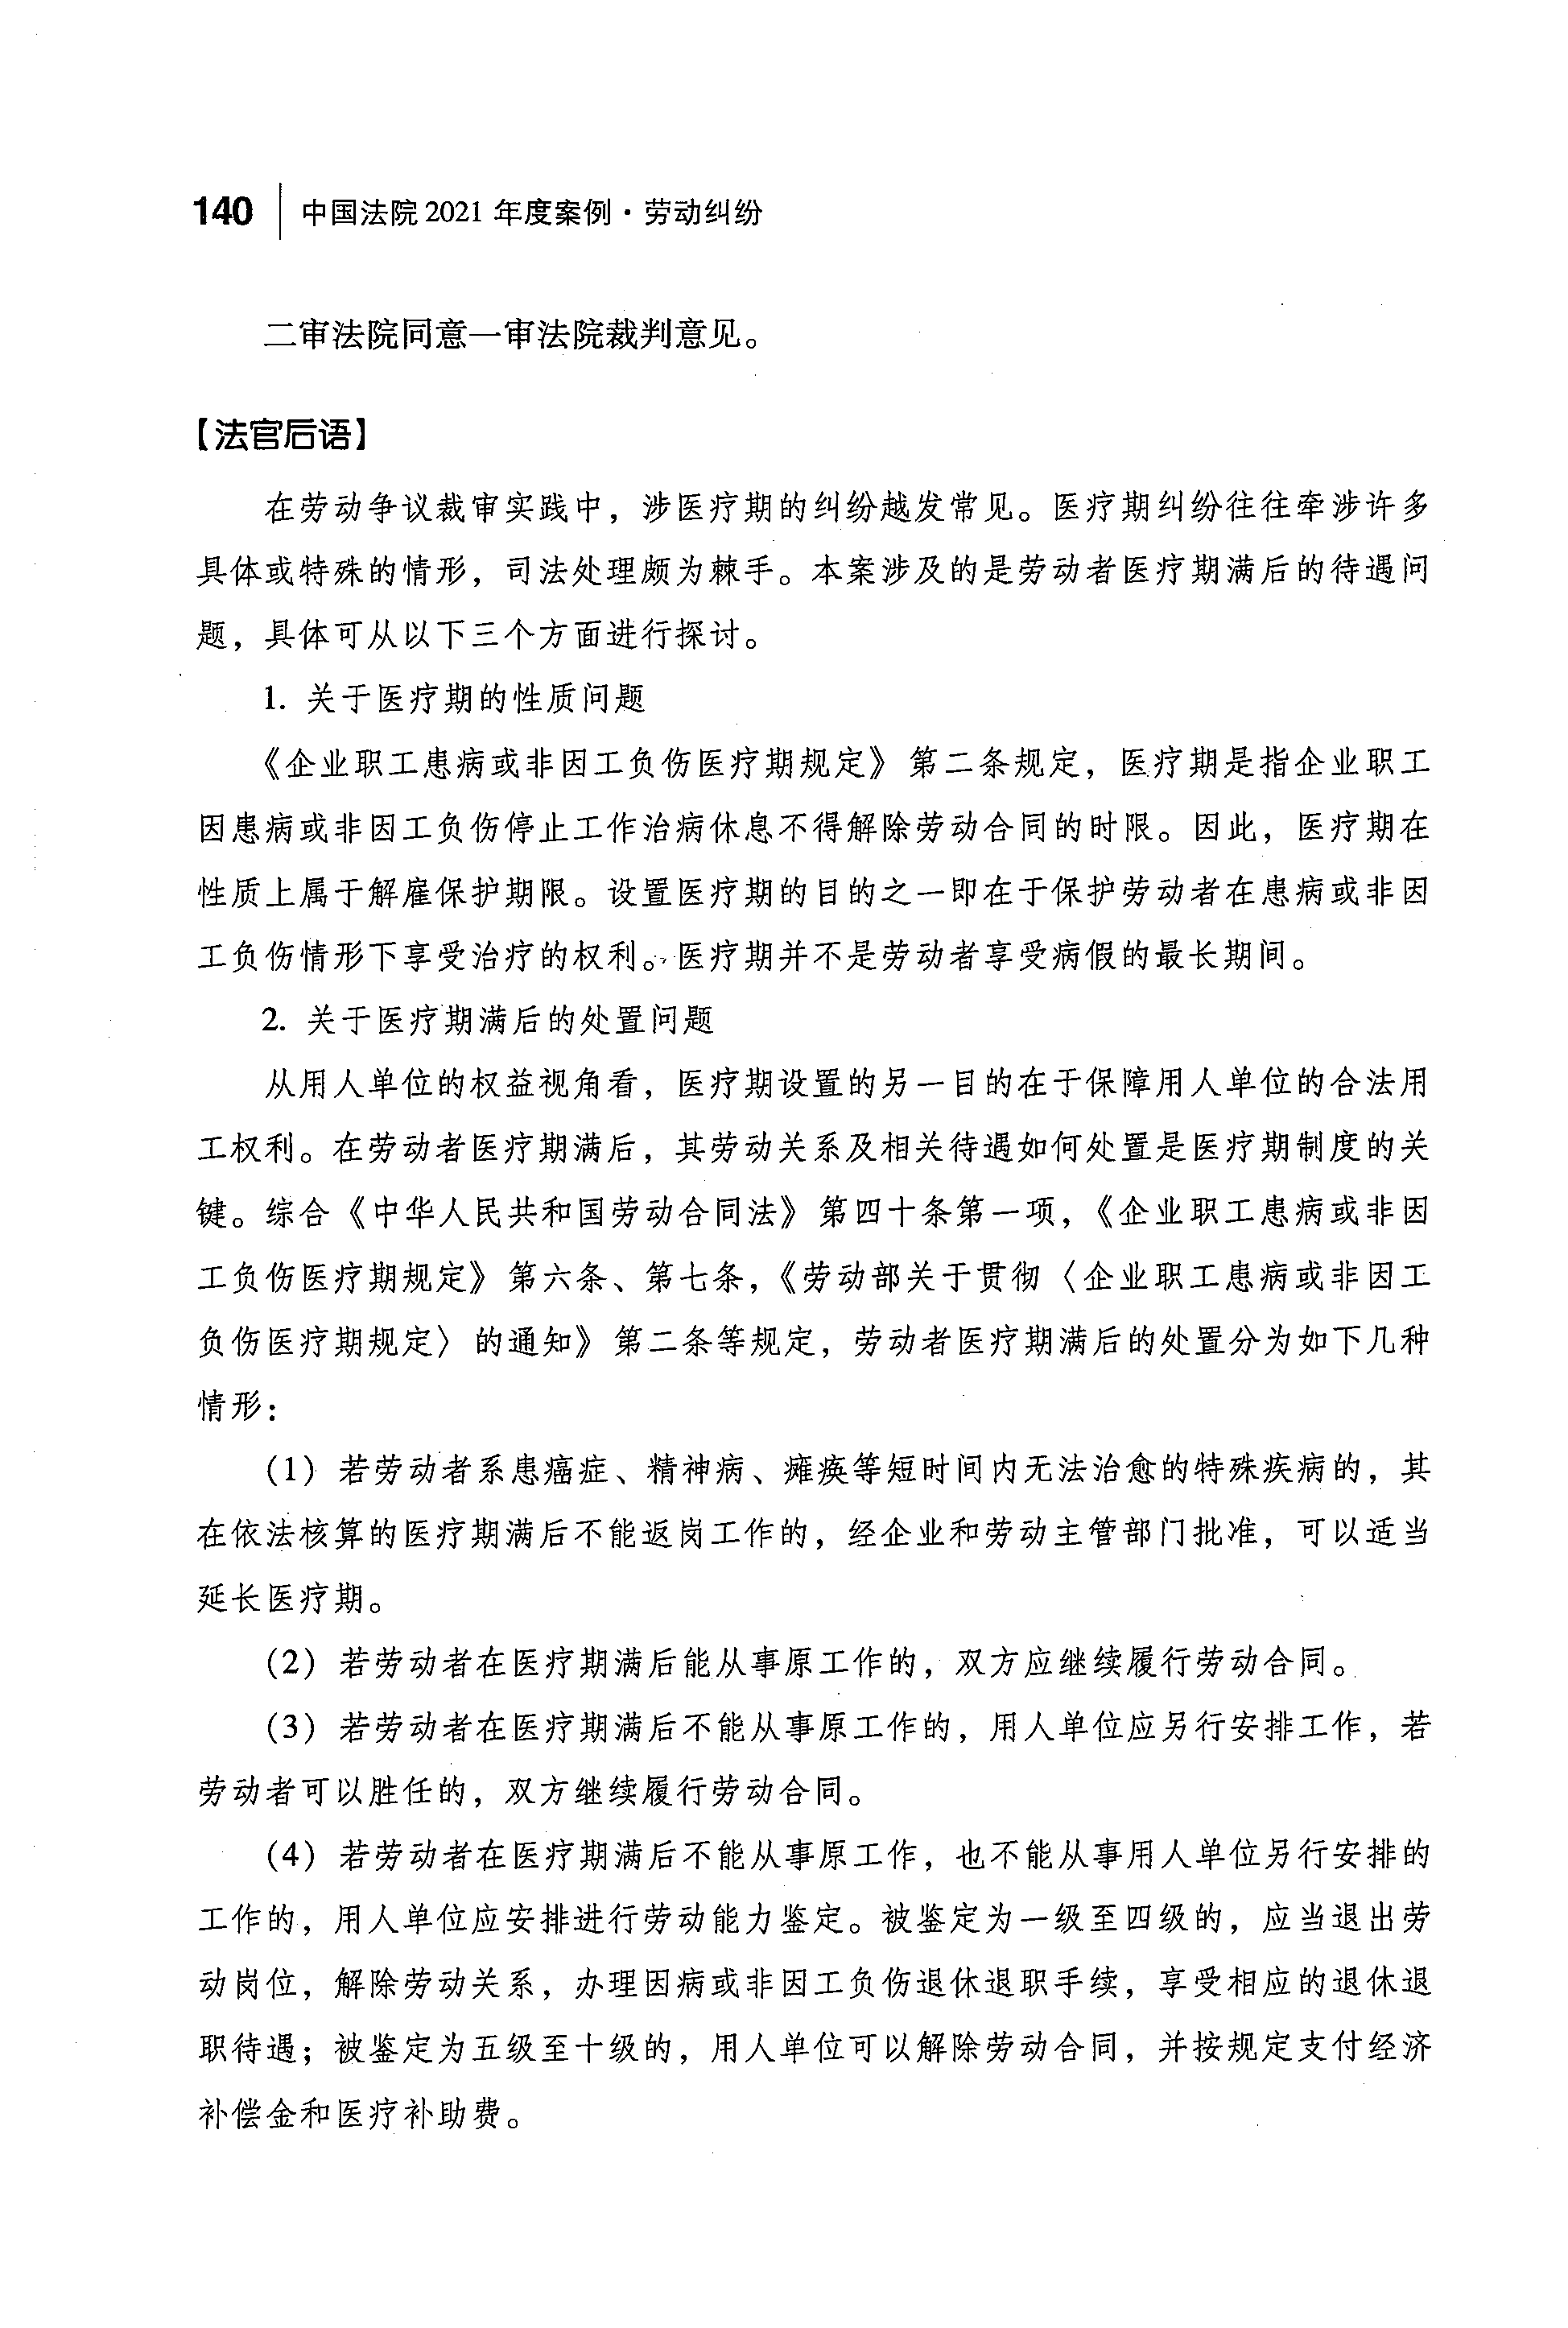 140 中国法院 2021 年度案例·劳动纠纷
二审法院同意一审法院裁判意见。
【法官后语】
在劳动争议裁审实践中，涉医疗期的纠纷越发常见。医疗期纠纷往往牵涉许多
具体或特殊的情形，司法处理颇为棘手。本案涉及的是劳动者医疗期满后的待遇问
题，具体可从以下三个方面进行探讨。
1. 关于医疗期的性质问题
《企业职工患病或非因工负伤医疗期规定》第二条规定，医疗期是指企业职工
因患病或非因工负伤停止工作治病休息不得解除劳动合同的时限。因此，医疗期在
性质上属于解雇保护期限。设置医疗期的目的之一即在于保护劳动者在患病或非因
工负伤情形下享受治疗的权利。医疗期并不是劳动者享受病假的最长期间。
2. 关于医疗期满后的处置问题
从用人单位的权益视角看，医疗期设置的另一目的在于保障用人单位的合法用
工权利。在劳动者医疗期满后，其劳动关系及相关待遇如何处置是医疗期制度的关
键。综合《中华人民共和国劳动合同法》第四十条第一项，《企业职工患病或非因
工负伤医疗期规定》第六条、第七条，《劳动部关于贯彻〈企业职工患病或非因工
负伤医疗期规定〉的通知》第二条等规定，劳动者医疗期满后的处置分为如下几种
情形：
（1）若劳动者系患癌症、精神病、瘫痪等短时间内无法治愈的特殊疾病的，其
在依法核算的医疗期满后不能返岗工作的，经企业和劳动主管部门批准，可以适当
延长医疗期。
（2）若劳动者在医疗期满后能从事原工作的，双方应继续履行劳动合同。
（3）若劳动者在医疗期满后不能从事原工作的，用人单位应另行安排工作，若
劳动者可以胜任的，双方继续履行劳动合同。
（4）若劳动者在医疗期满后不能从事原工作，也不能从事用人单位另行安排的
工作的，用人单位应安排进行劳动能力鉴定。被鉴定为一级至四级的，应当退出劳
动岗位，解除劳动关系，办理因病或非因工负伤退休退职手续，享受相应的退休退
职待遇；被鉴定为五级至十级的，用人单位可以解除劳动合同，并按规定支付经济
补偿金和医疗补助费。